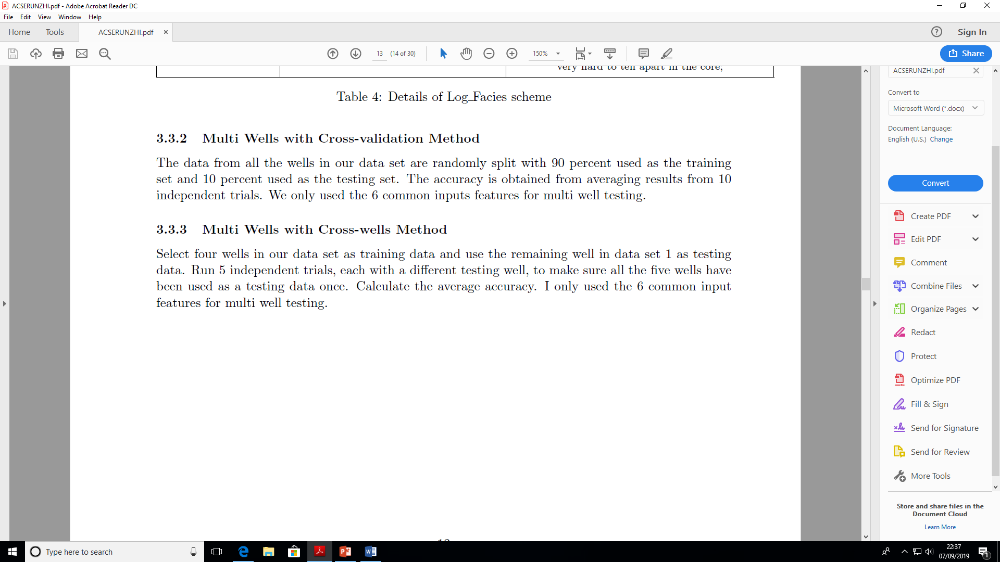 ACSERUNZHI.pdf - Adobe Acrobat Reader DC
File Edit View Window Help
Home Tools ACSERUNZHI.pdf × Sign In
13 (14 of 30) 150% Share
very hard to tell apart in the core,
Table 4: Details of Log_Facies scheme
3.3.2 Multi Wells with Cross-validation Method
The data from all the wells in our data set are randomly split with 90 percent used as the training
set and 10 percent used as the testing set. The accuracy is obtained from averaging results from 10
independent trials. We only used the 6 common inputs features for multi well testing.
3.3.3 Multi Wells with Cross-wells Method
Select four wells in our data set as training data and use the remaining well in data set 1 as testing
data. Run 5 independent trials, each with a different testing well, to make sure all the five wells have
been used as a testing data once. Calculate the average accuracy. I only used the 6 common input
features for multi well testing.
13
ACSERUNZHI.pdf
Convert to
Microsoft Word (*.docx)
Document Language:
English (U.S.) Change
Convert
Create PDF
Edit PDF
Comment
Combine Files
Organize Pages
Redact
Protect
Optimize PDF
Fill & Sign
Send for Signature
Send for Review
More Tools
Store and share files in the
Document Cloud
Learn More
Type here to search
22:37
07/09/2019
1